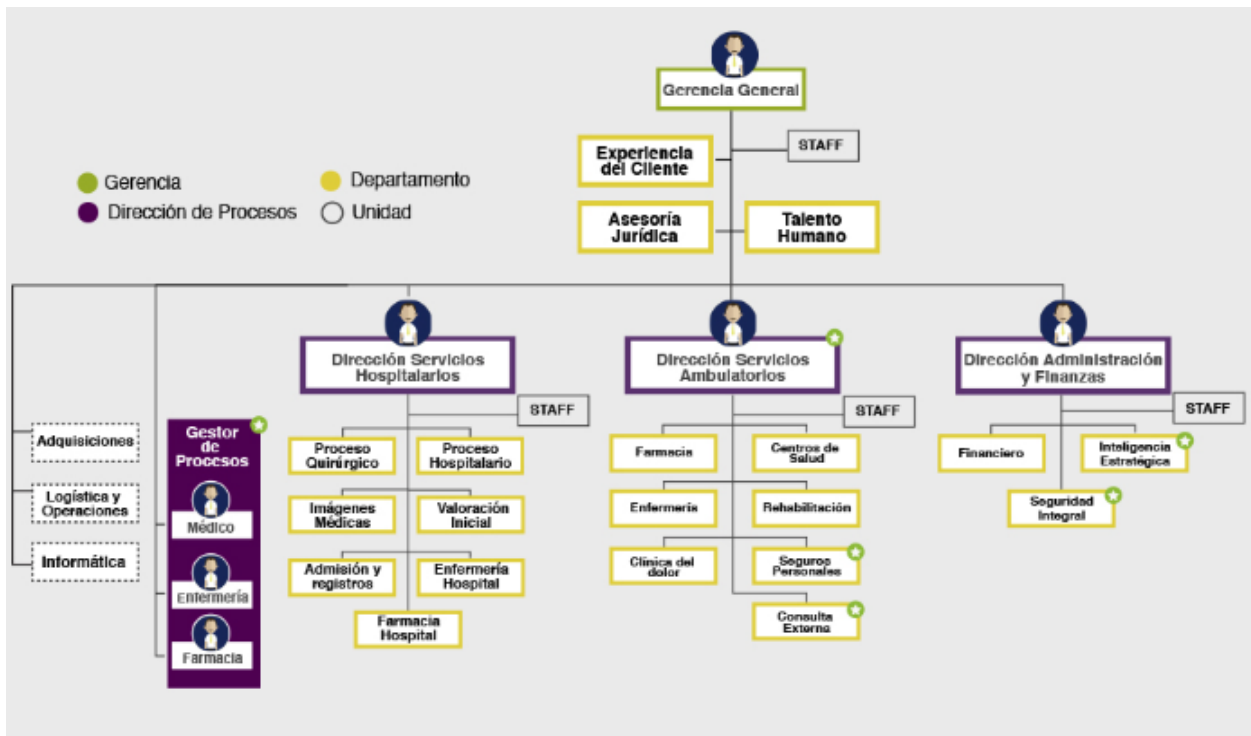 Gerencia General
Experiencia
del Cliente
STAFF
Gerencia
Departamento
Dirección de Procesos
Unidad
Asesoría
Jurídica
Talento
Humano
Dirección Servicios
Hospitalarios
Dirección Servicios
Ambulatorios
Dirección Administración
y Finanzas
STAFF
STAFF
STAFF
Adquisiciones
Logística y
Operaciones
Informática
Gestor
de
Procesos
Médico
Enfermería
Farmacia
Proceso
Quirúrgico
Proceso
Hospitalario
Imágenes
Médicas
Valoración
Inicial
Admisión y
registros
Enfermería
Hospital
Farmacia
Hospital
Farmacia
Centros de
Salud
Enfermería
Rehabilitación
Clínica del
dolor
Seguros
Personales
Consulta
Externa
Financiero
Inteligencia
Estratégica
Seguridad
Integral